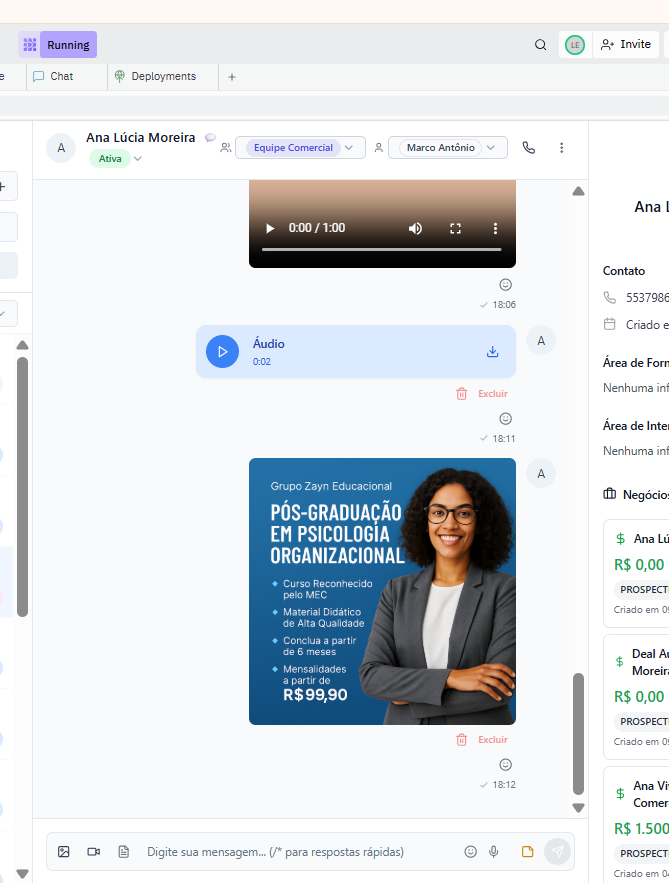 Running
LE
Invite
Chat
Deployments
+
A
Ana Lúcia Moreira
Ativa
Equipe Comercial
Marco Antônio
0:00 / 1:00
18:06
Áudio
0:02
A
Excluir
18:11
A
Grupo Zayn Educacional
PÓS-GRADUAÇÃO
EM PSICOLOGIA
ORGANIZACIONAL
Curso Reconhecido
pelo MEC
Material Didático
de Alta Qualidade
Conclua a partir
de 6 meses
Mensalidades
a partir de
R$99,90
Excluir
18:12
Digite sua mensagem... (/* para respostas rápidas)
Ana
Contato
5537986
Criado e
Área de For
Nenhuma inf
Área de Inte
Nenhuma inf
Negócios
$ Ana Lú
R$ 0,00
PROSPECT
Criado em 0
$ Deal Au
Moreira
R$ 0,00
PROSPECT
Criado em 0
$ Ana Vi
Comer
R$ 1.500
PROSPECT
Criado em 0